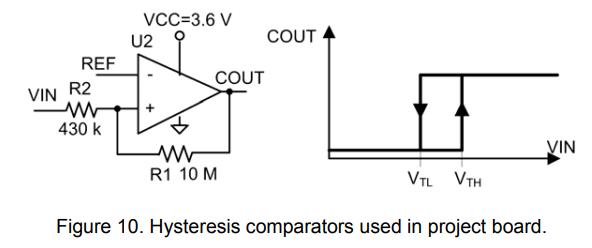 VCC=3.6 V
U2
REF
-
VIN
R2
430 k
+
COUT
R1 10 M
COUT
VIN
VTL
VTH
Figure 10. Hysteresis comparators used in project board.